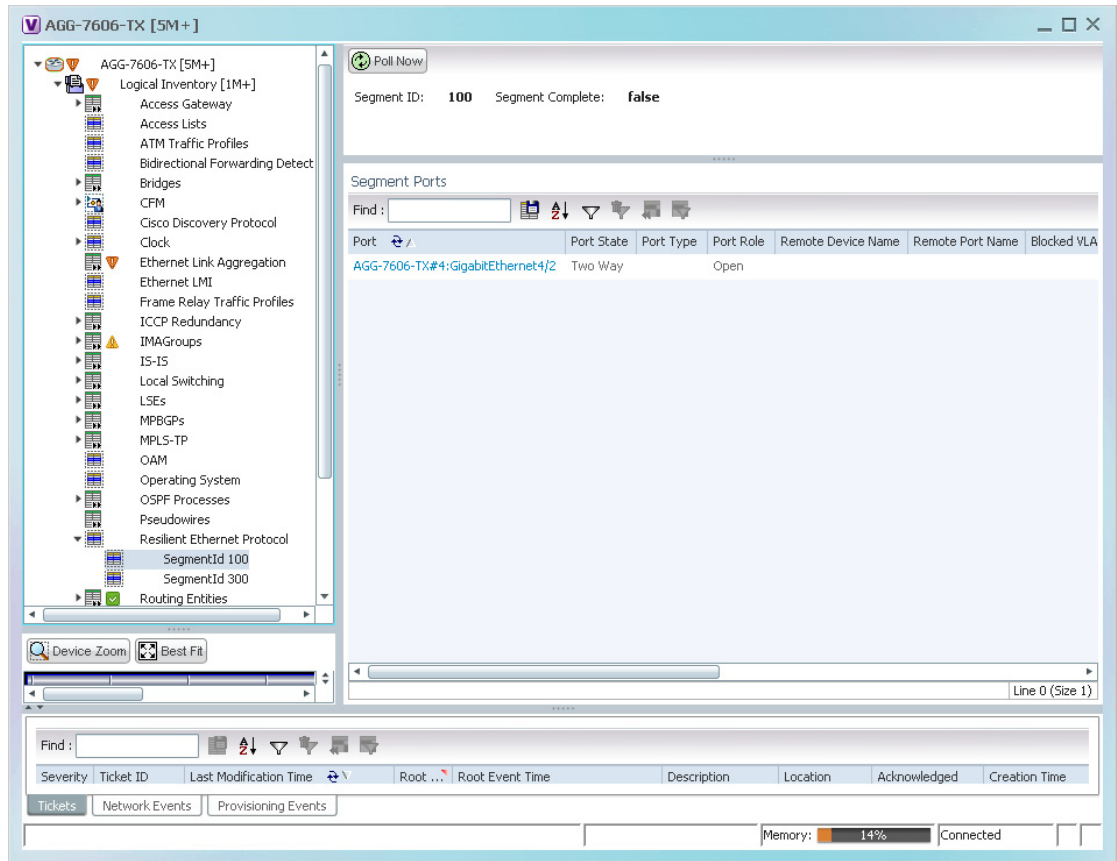 AGG-7606-TX [5M+]
AGG-7606-TX [5M+]
Logical Inventory [1M+]
Access Gateway
Access Lists
ATM Traffic Profiles
Bidirectional Forwarding Detect
Bridges
CFM
Cisco Discovery Protocol
Clock
Ethernet Link Aggregation
Ethernet LMI
Frame Relay Traffic Profiles
ICCP Redundancy
IMAGroups
IS-IS
Local Switching
LSEs
MPBGPs
MPLS-TP
OAM
Operating System
OSPF Processes
Pseudowires
Resilient Ethernet Protocol
SegmentId 100
SegmentId 300
Routing Entities
Device Zoom Best Fit
Poll Now
Segment ID: 100 Segment Complete: false
Segment Ports
Find :
Port Port State Port Type Port Role Remote Device Name Remote Port Name Blocked VLA
AGG-7606-TX#4:GigabitEthernet4/2 Two Way Open
Line 0 (Size 1)
Find :
Severity Ticket ID Last Modification Time Root ... Root Event Time Description Location Acknowledged Creation Time
Tickets Network Events Provisioning Events
Memory: 14% Connected